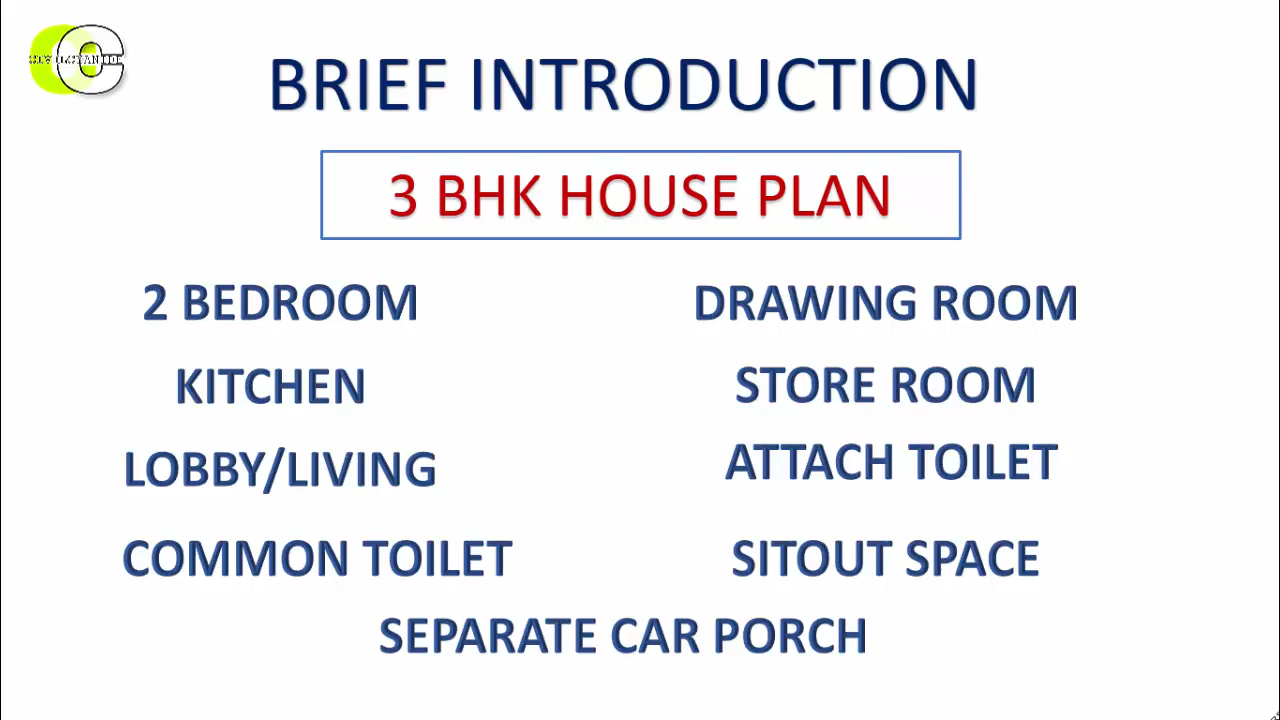 BRIEF INTRODUCTION
3 BHK HOUSE PLAN
2 BEDROOM
DRAWING ROOM
KITCHEN
STORE ROOM
LOBBY/LIVING
ATTACH TOILET
COMMON TOILET
SITOUT SPACE
SEPARATE CAR PORCH